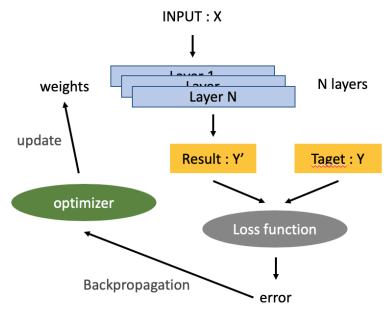 INPUT : X
Layer 1
Layer
Layer N
weights
N layers
update
Result : Y’
Taget : Y
optimizer
Loss function
Backpropagation
error